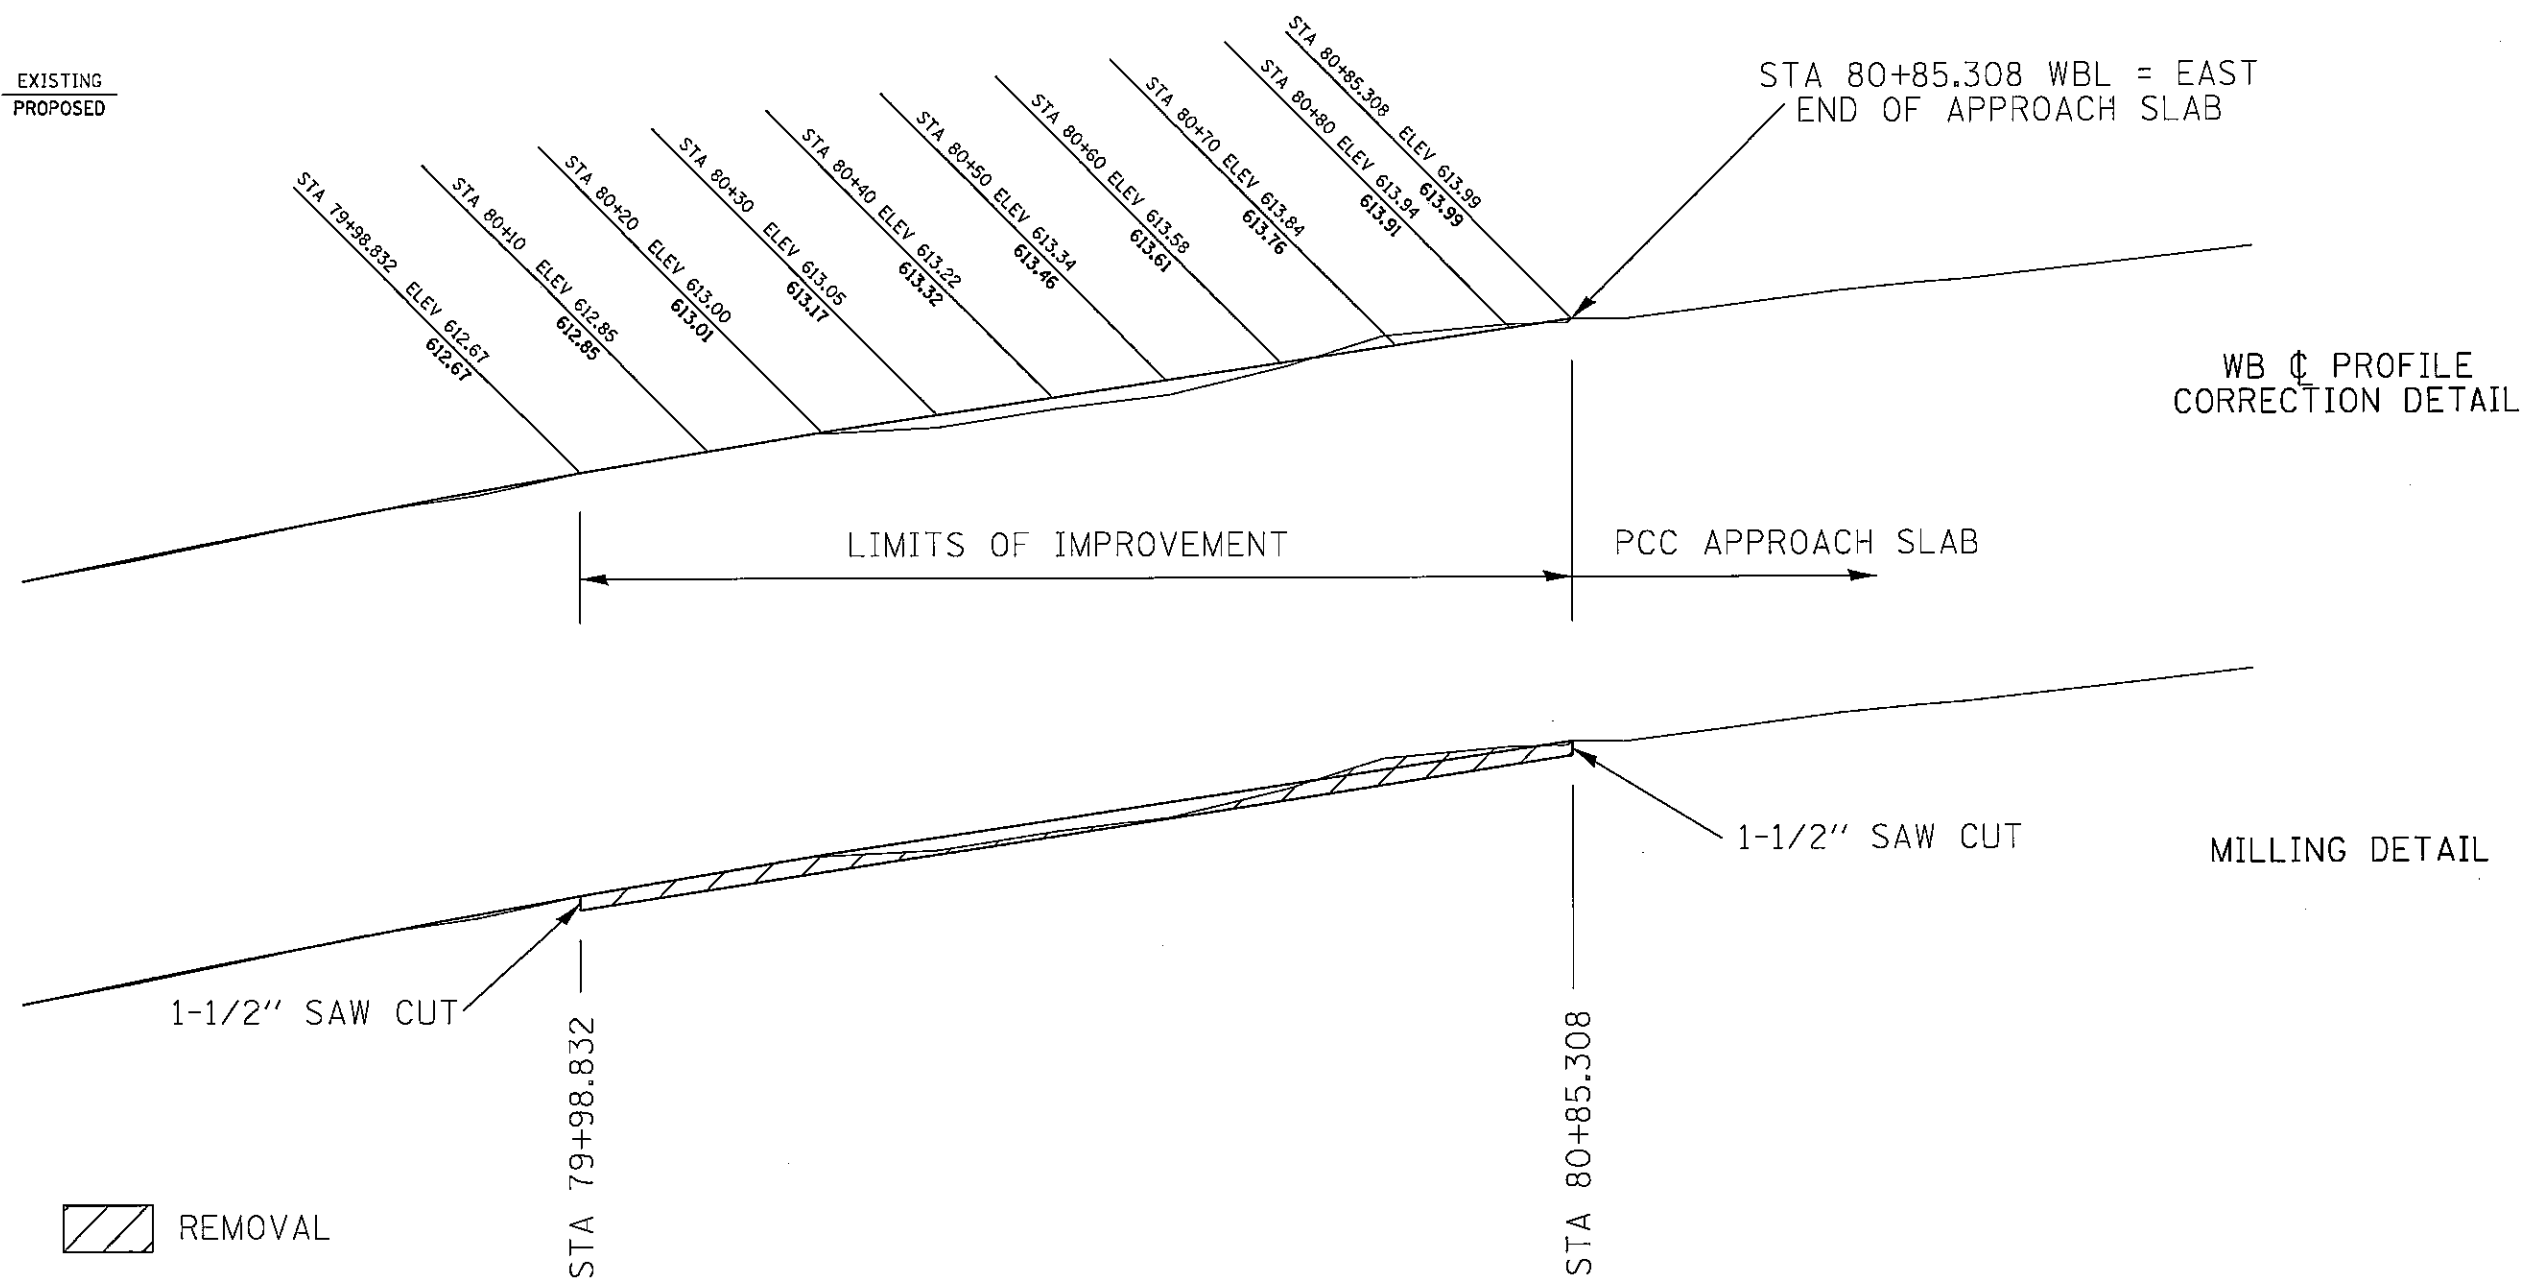 EXISTING
PROPOSED
STA 79+98.832 ELEV 612.67
612.67
STA 80+10 ELEV 612.85
612.85
STA 80+20 ELEV 613.00
613.01
STA 80+30 ELEV 613.05
613.17
STA 80+40 ELEV 613.22
613.32
STA 80+50 ELEV 613.34
613.46
STA 80+60 ELEV 613.58
613.61
STA 80+70 ELEV 613.84
613.76
STA 80+80 ELEV 613.94
613.91
STA 80+85.308 ELEV 613.99
613.99
STA 80+85.308 WBL = EAST
END OF APPROACH SLAB
WB ℄ PROFILE
CORRECTION DETAIL
LIMITS OF IMPROVEMENT
PCC APPROACH SLAB
1-1/2" SAW CUT
MILLING DETAIL
1-1/2" SAW CUT
STA 79+98.832
STA 80+85.308
REMOVAL